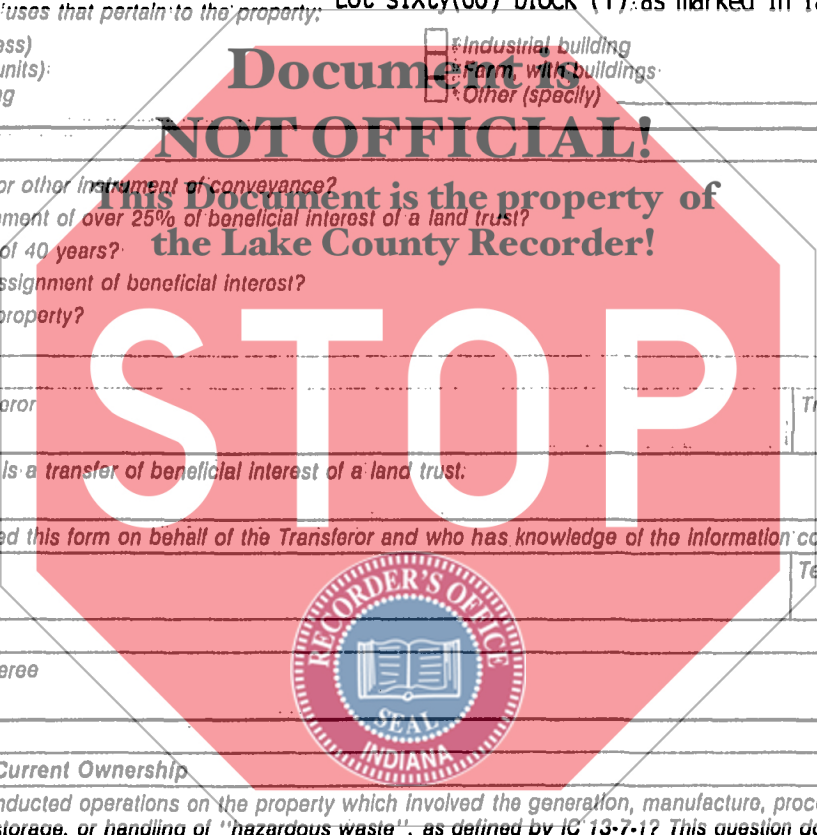 uses that pertain to the property: Lot sixty(60) block (1) as marked in
Industrial building
units):
Farm, with buildings
Other (specify)
Document is
NOT OFFICIAL!
This Document is the property of
the Lake County Recorder!
or other instrument of conveyance?
ment of over 25% of beneficial interest of a land trust?
of 40 years?
ssignment of beneficial interest?
property?
STOP
eror
is a transfer of beneficial interest of a land trust.
ed this form on behalf of the Transferor and who has knowledge of the information co
RECORDER'S OFFICE
SEAL
INDIANA
eree
Current Ownership
nducted operations on the property which involved the generation, manufacture, proc
storage, or handling of "hazardous waste", as defined by IC 13-7-1? This question de